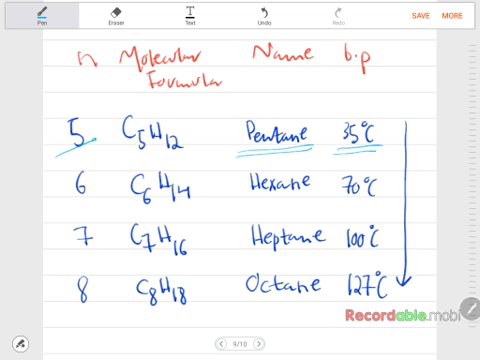 Pen Eraser Text Undo Redo SAVE MORE
n Molecular Formula Name b.p
5 C5H12 Pentane 35°C
6 C6H14 Hexane 70°C
7 C7H16 Heptane 100°C
8 C8H18 Octane 127°C
Recordable.mobi
9/10